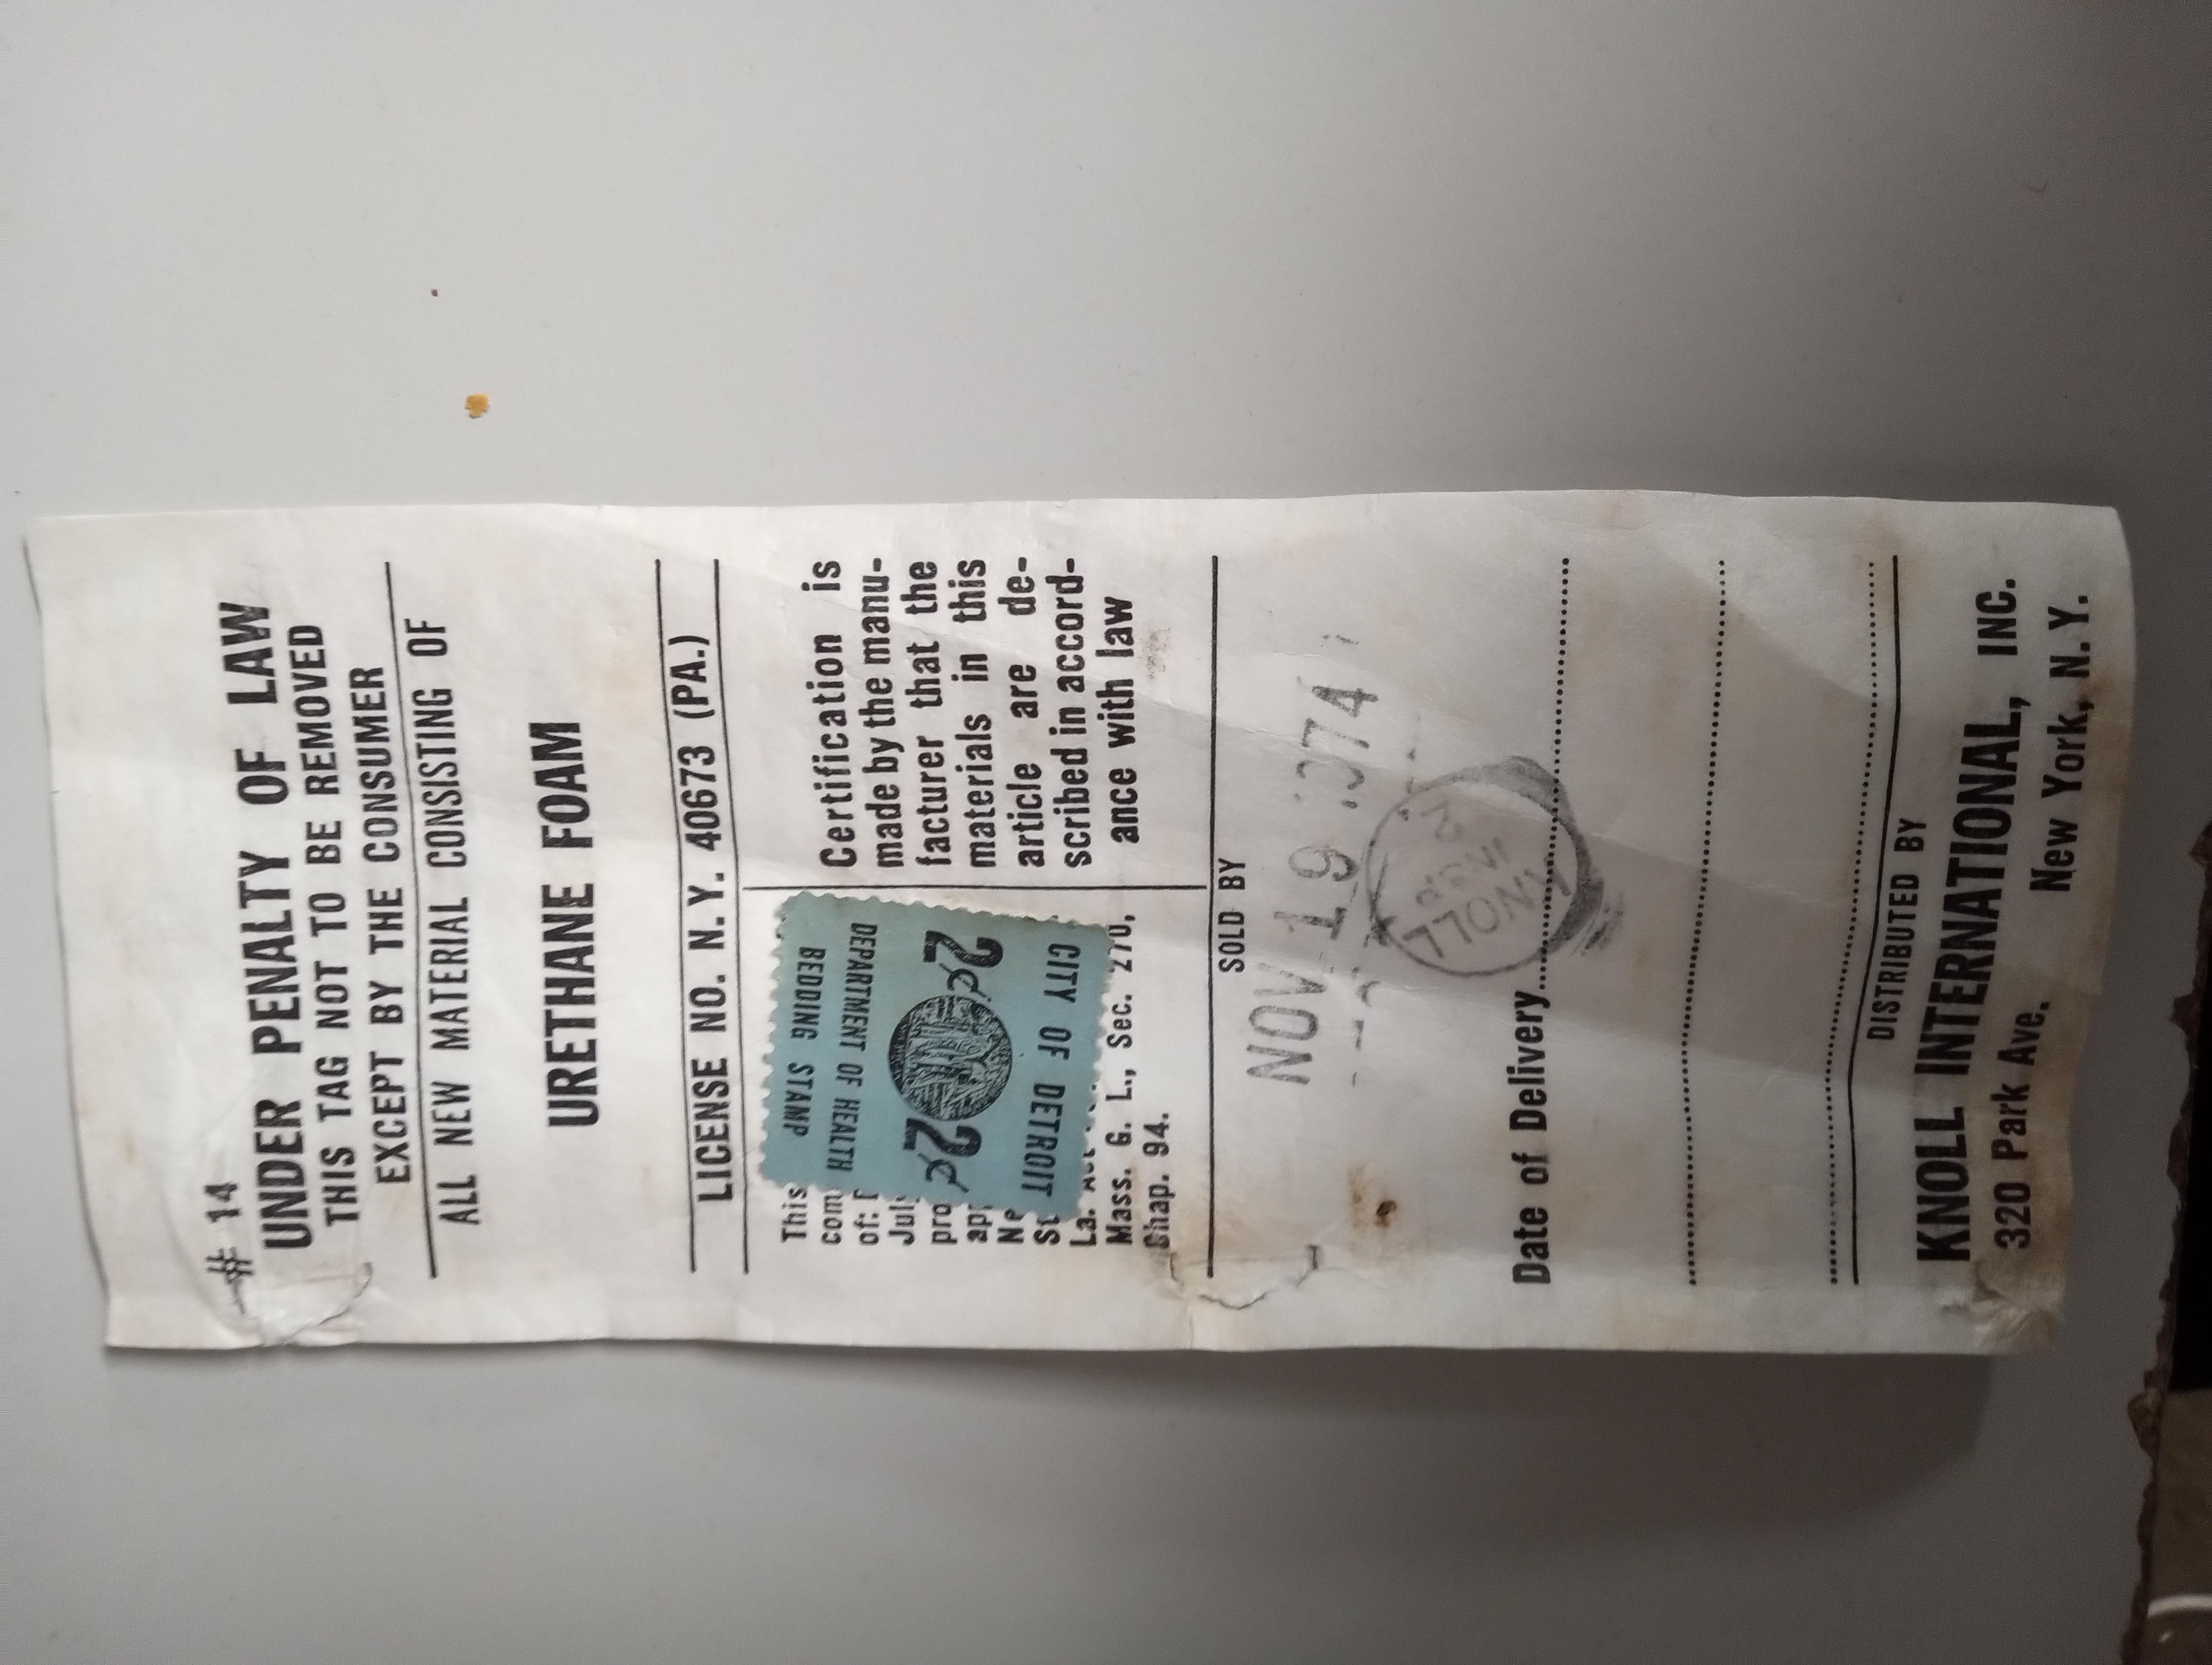 # 14
UNDER PENALTY OF LAW
THIS TAG NOT TO BE REMOVED
EXCEPT BY THE CONSUMER
ALL NEW MATERIAL CONSISTING OF
URETHANE FOAM
LICENSE NO. N. Y. 40673 (PA.)
This
com
of:
Jul
pro
ap
Ne
St
La. Act
Mass. G. L., Sec. 270,
Chap. 94.
CITY OF DETROIT
2¢ 2¢
DEPARTMENT OF HEALTH
BEDDING STAMP
Certification is
made by the manu-
facturer that the
materials in this
article are de-
scribed in accord-
ance with law
SOLD BY
NOV 19 1974
KNOLL
2
Date of Delivery
DISTRIBUTED BY
KNOLL INTERNATIONAL, INC.
320 Park Ave. New York, N.Y.